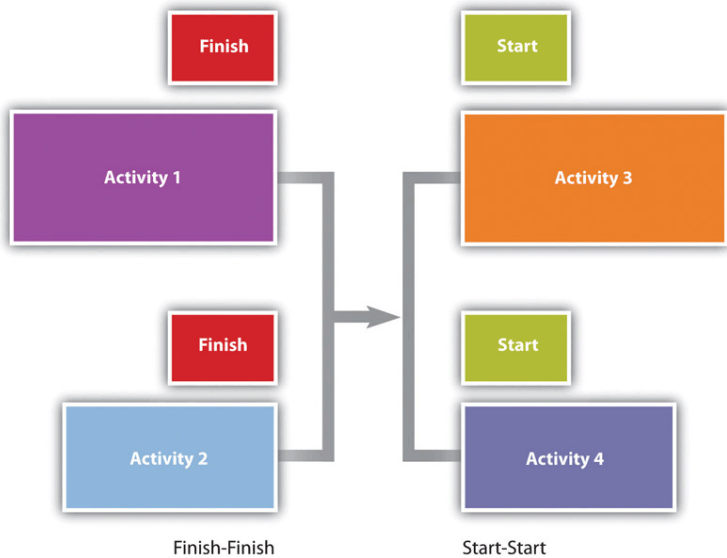 Finish
Start
Activity 1
Activity 3
Finish
Start
Activity 2
Activity 4
Finish-Finish
Start-Start